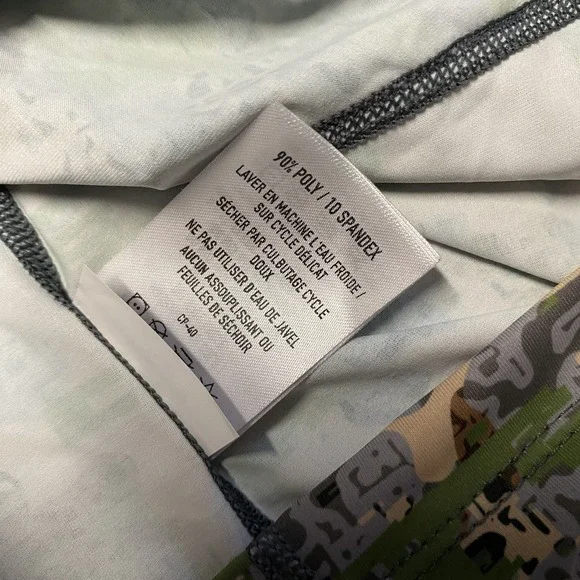 90% POLY / 10 SPANDEX
LAVER EN MACHINE L'EAU FROIDE /
SUR CYCLE DÉLICAT
SÉCHER PAR CULBUTAGE CYCLE
DOUX
NE PAS UTILISER D'EAU DE JAVEL
AUCUN ASSOUPLISSANT OU
FEUILLES DE SÉCHOIR
CP-40